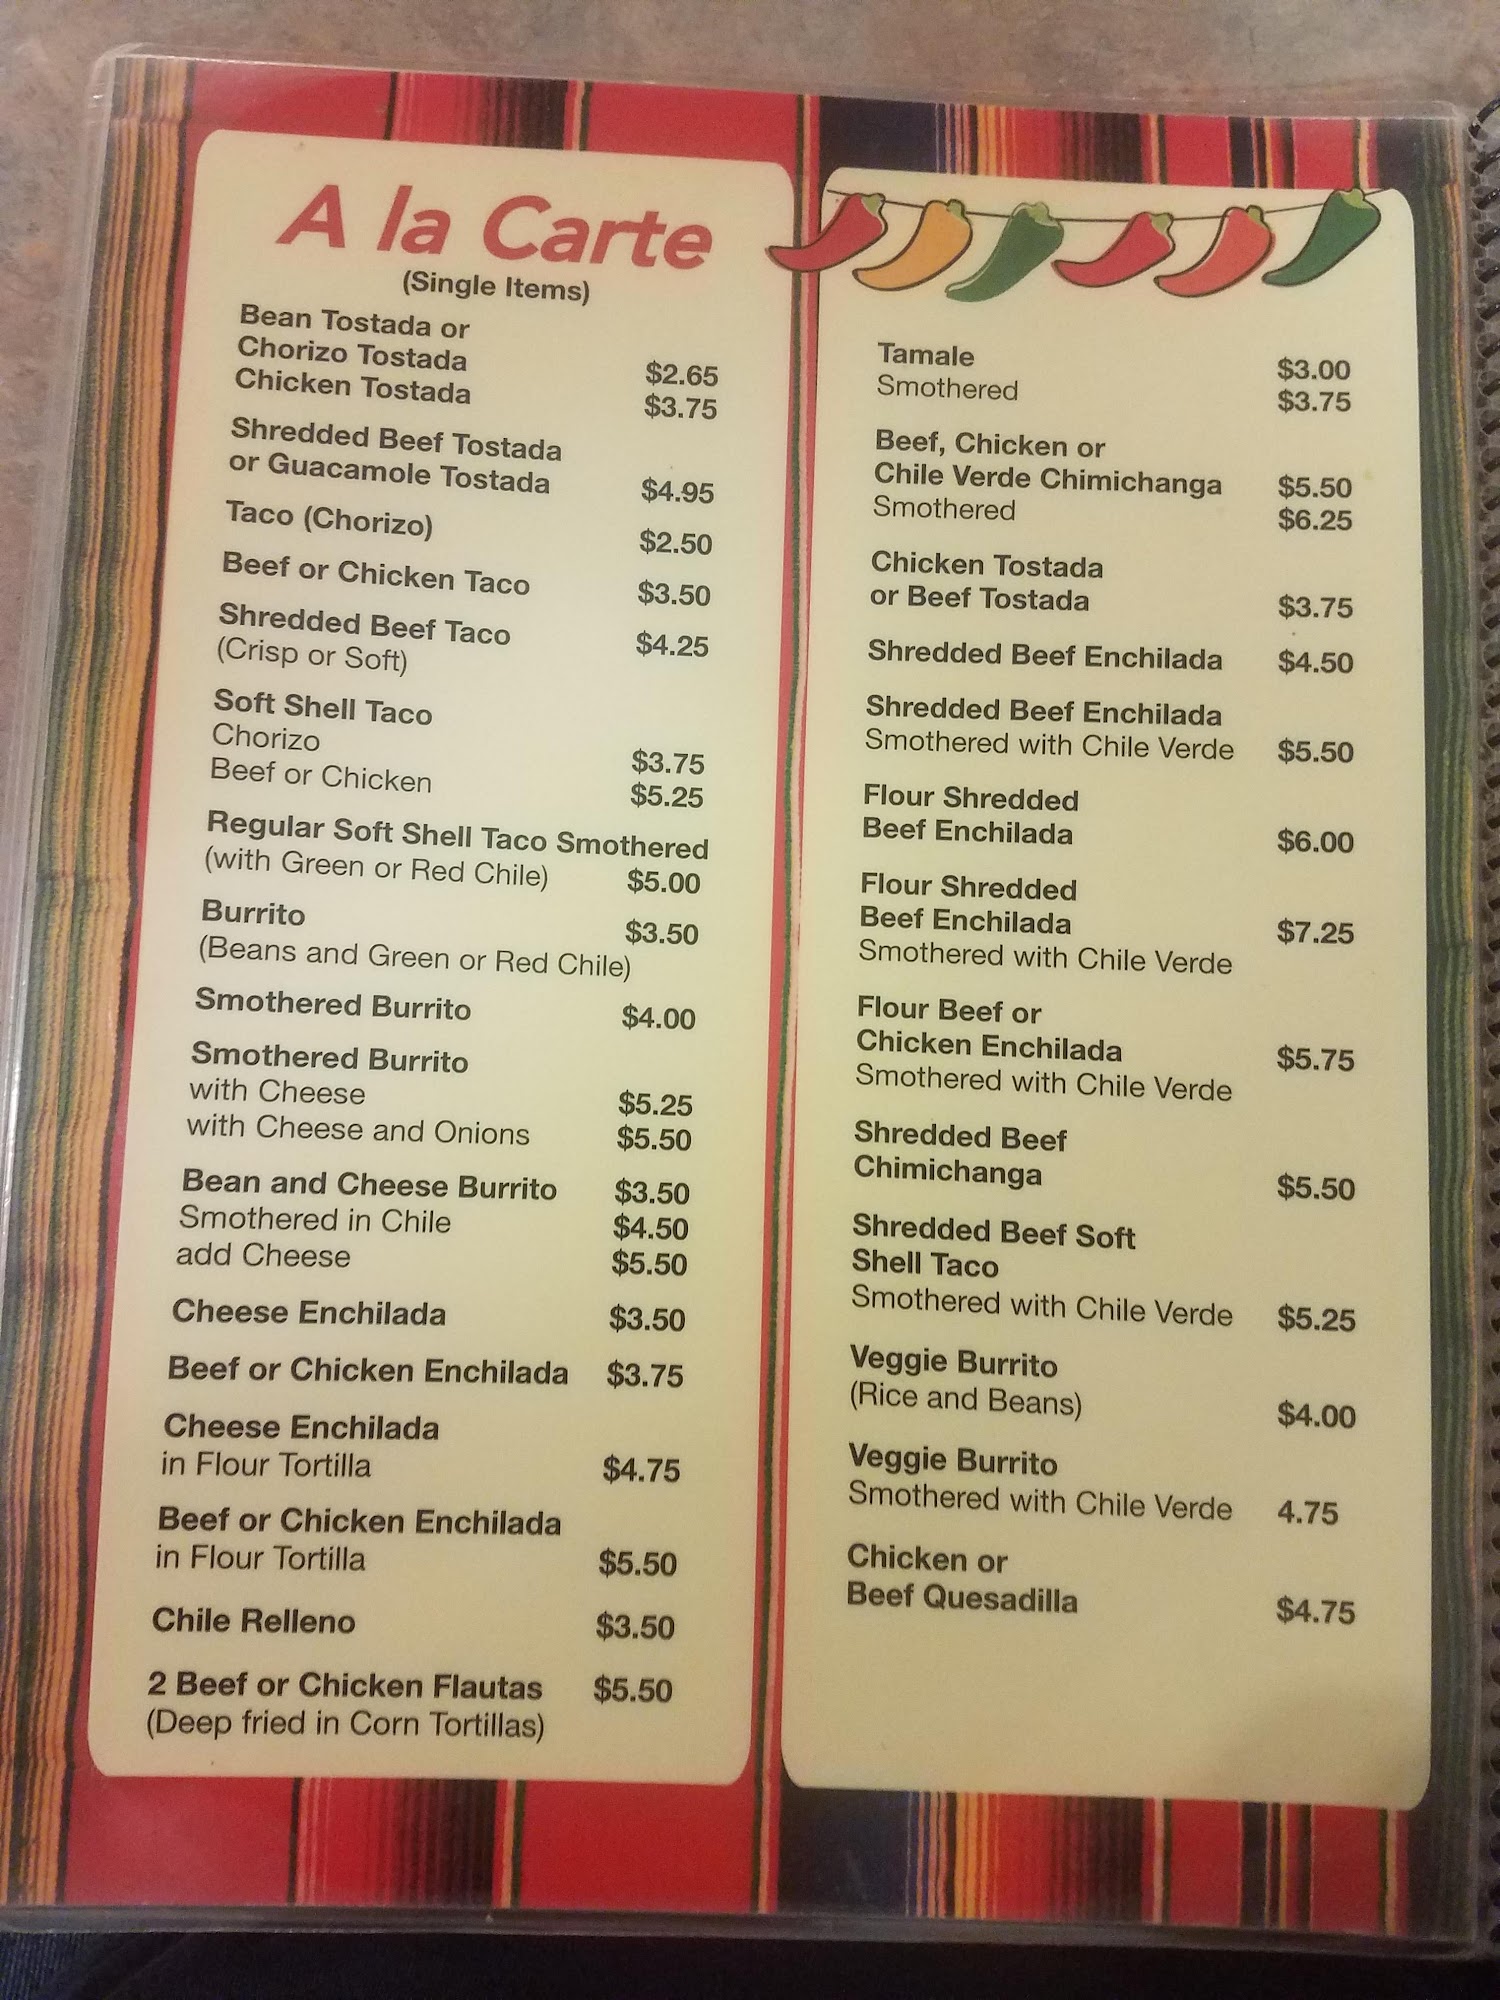 A la Carte
(Single Items)
Bean Tostada or
Chorizo Tostada $2.65
Chicken Tostada $3.75
Shredded Beef Tostada
or Guacamole Tostada $4.95
Taco (Chorizo) $2.50
Beef or Chicken Taco $3.50
Shredded Beef Taco $4.25
(Crisp or Soft)
Soft Shell Taco
Chorizo $3.75
Beef or Chicken $5.25
Regular Soft Shell Taco Smothered
(with Green or Red Chile) $5.00
Burrito $3.50
(Beans and Green or Red Chile)
Smothered Burrito $4.00
Smothered Burrito
with Cheese $5.25
with Cheese and Onions $5.50
Bean and Cheese Burrito $3.50
Smothered in Chile $4.50
add Cheese $5.50
Cheese Enchilada $3.50
Beef or Chicken Enchilada $3.75
Cheese Enchilada
in Flour Tortilla $4.75
Beef or Chicken Enchilada
in Flour Tortilla $5.50
Chile Relleno $3.50
2 Beef or Chicken Flautas $5.50
(Deep fried in Corn Tortillas)
Tamale $3.00
Smothered $3.75
Beef, Chicken or
Chile Verde Chimichanga $5.50
Smothered $6.25
Chicken Tostada
or Beef Tostada $3.75
Shredded Beef Enchilada $4.50
Shredded Beef Enchilada
Smothered with Chile Verde $5.50
Flour Shredded
Beef Enchilada $6.00
Flour Shredded
Beef Enchilada $7.25
Smothered with Chile Verde
Flour Beef or
Chicken Enchilada $5.75
Smothered with Chile Verde
Shredded Beef
Chimichanga $5.50
Shredded Beef Soft
Shell Taco
Smothered with Chile Verde $5.25
Veggie Burrito
(Rice and Beans) $4.00
Veggie Burrito
Smothered with Chile Verde 4.75
Chicken or
Beef Quesadilla $4.75